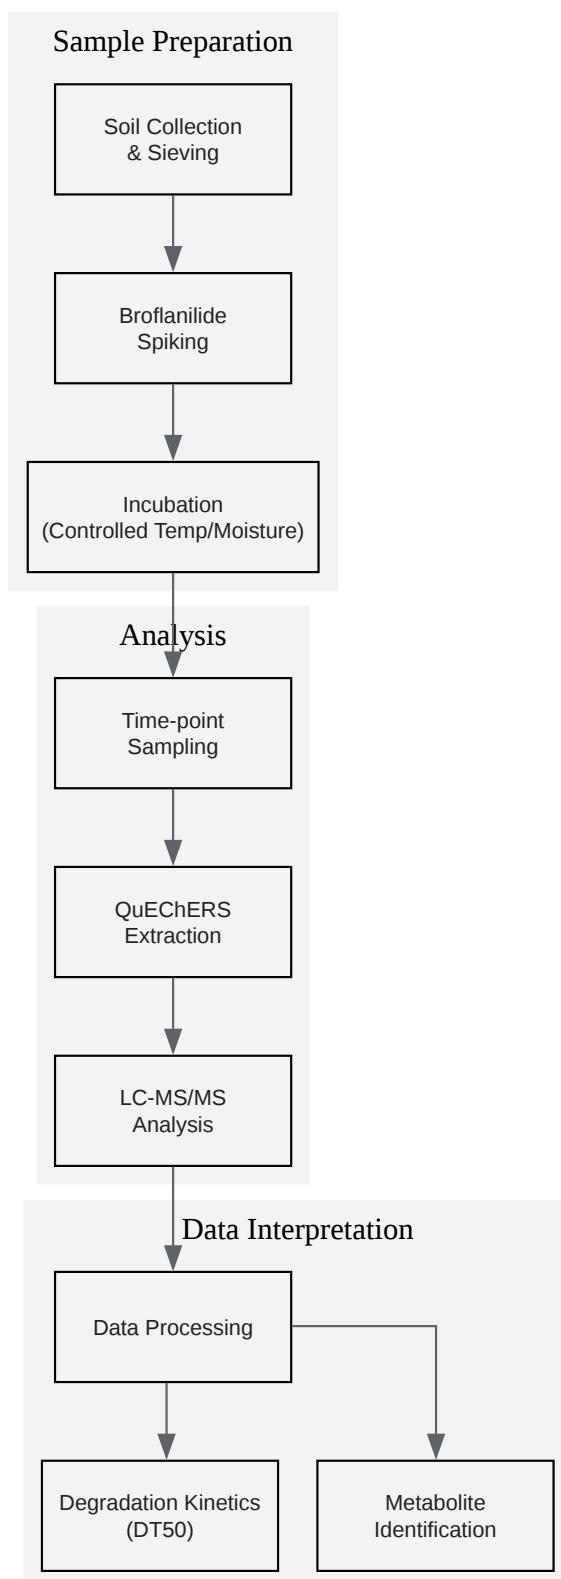 Sample Preparation
Soil Collection
& Sieving
Broflanilide
Spiking
Incubation
(Controlled Temp/Moisture)
Analysis
Time-point
Sampling
QuEChERS
Extraction
LC-MS/MS
Analysis
Data Interpretation
Data Processing
Degradation Kinetics
(DT50)
Metabolite
Identification